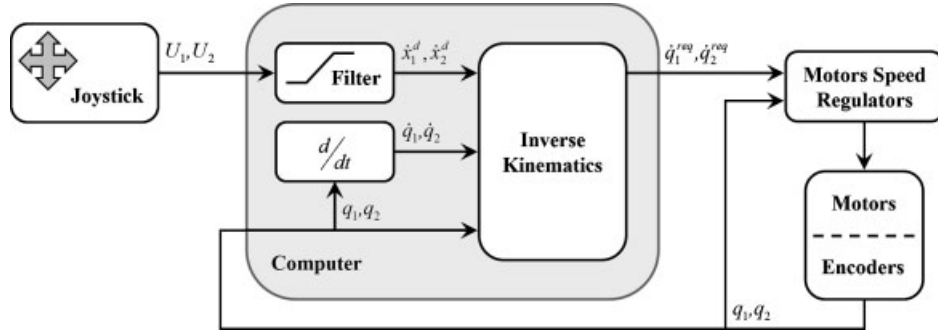 U₁,U₂
Joystick
Filter
ẋ₁ᵈ,ẋ₂ᵈ
q̇₁ʳᵉq,q̇₂ʳᵉq
Motors Speed
Regulators
d/dt
q̇₁,q̇₂
Inverse
Kinematics
q₁,q₂
Motors
Computer
Encoders
q₁,q₂